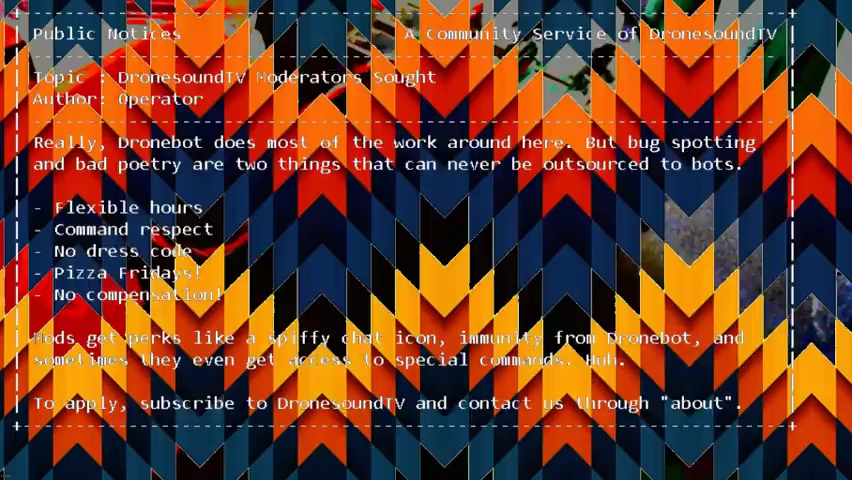 Public Notices A Community Service of DronesoundTV
Topic : DronesoundTV Moderators Sought
Author: Operator
Really, Dronebot does most of the work around here. But bug spotting
and bad poetry are two things that can never be outsourced to bots.
- Flexible hours
- Command respect
- No dress code
- Pizza Fridays!
- No compensation!
Mods get perks like a spiffy chat icon, immunity from Dronebot, and
sometimes they even get access to special commands. Huh.
To apply, subscribe to DronesoundTV and contact us through "about".